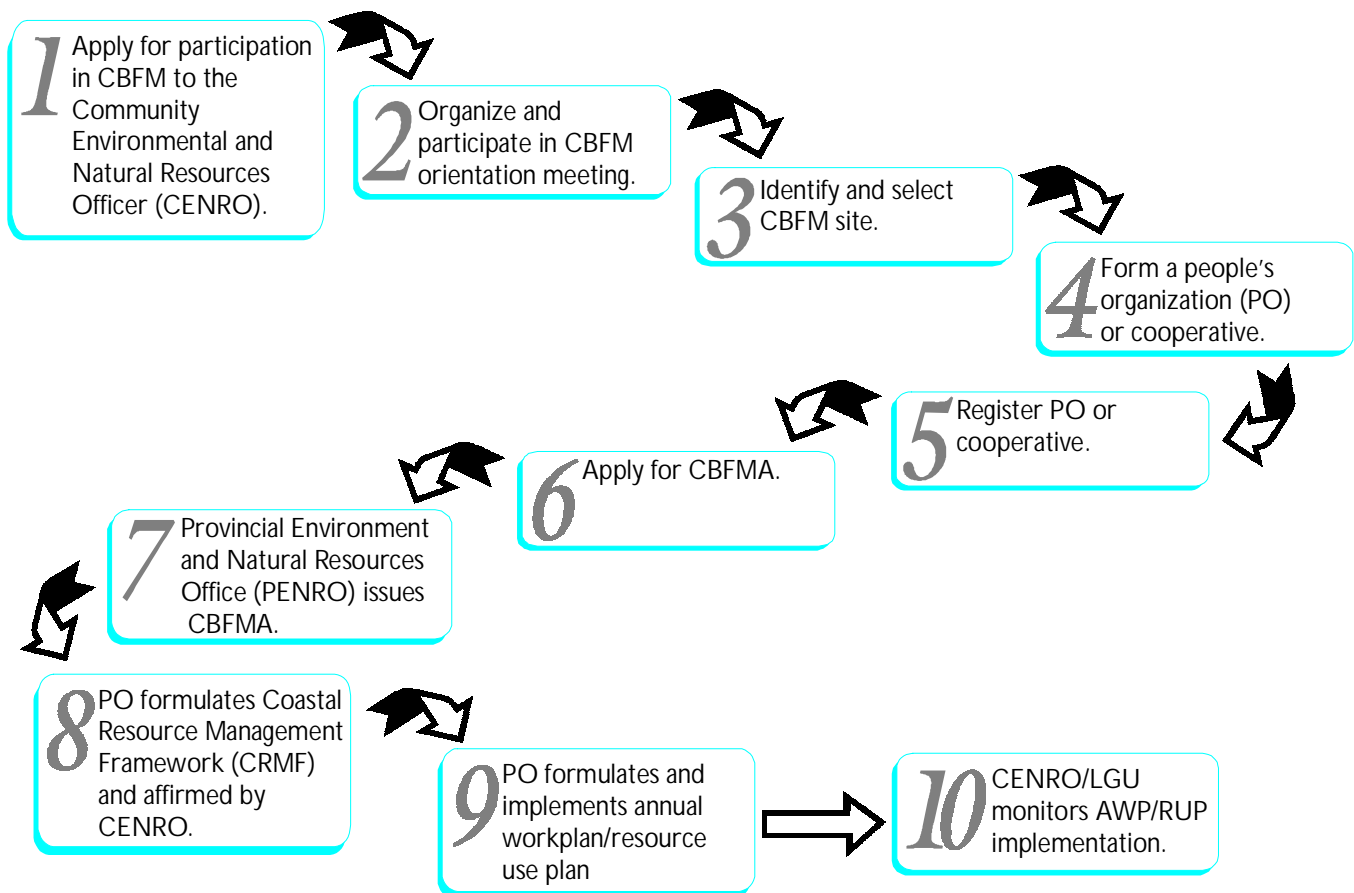 1
Apply for participation
in CBFM to the
Community
Environmental and
Natural Resources
Officer (CENRO).
2
Organize and
participate in CBFM
orientation meeting.
3
Identify and select
CBFM site.
4
Form a people's
organization (PO)
or cooperative.
5
Register PO or
cooperative.
6
Apply for CBFMA.
7
Provincial Environment
and Natural Resources
Office (PENRO) issues
CBFMA.
8
PO formulates Coastal
Resource Management
Framework (CRMF)
and affirmed by
CENRO.
9
PO formulates and
implements annual
workplan/resource
use plan
10
CENRO/LGU
monitors AWP/RUP
implementation.